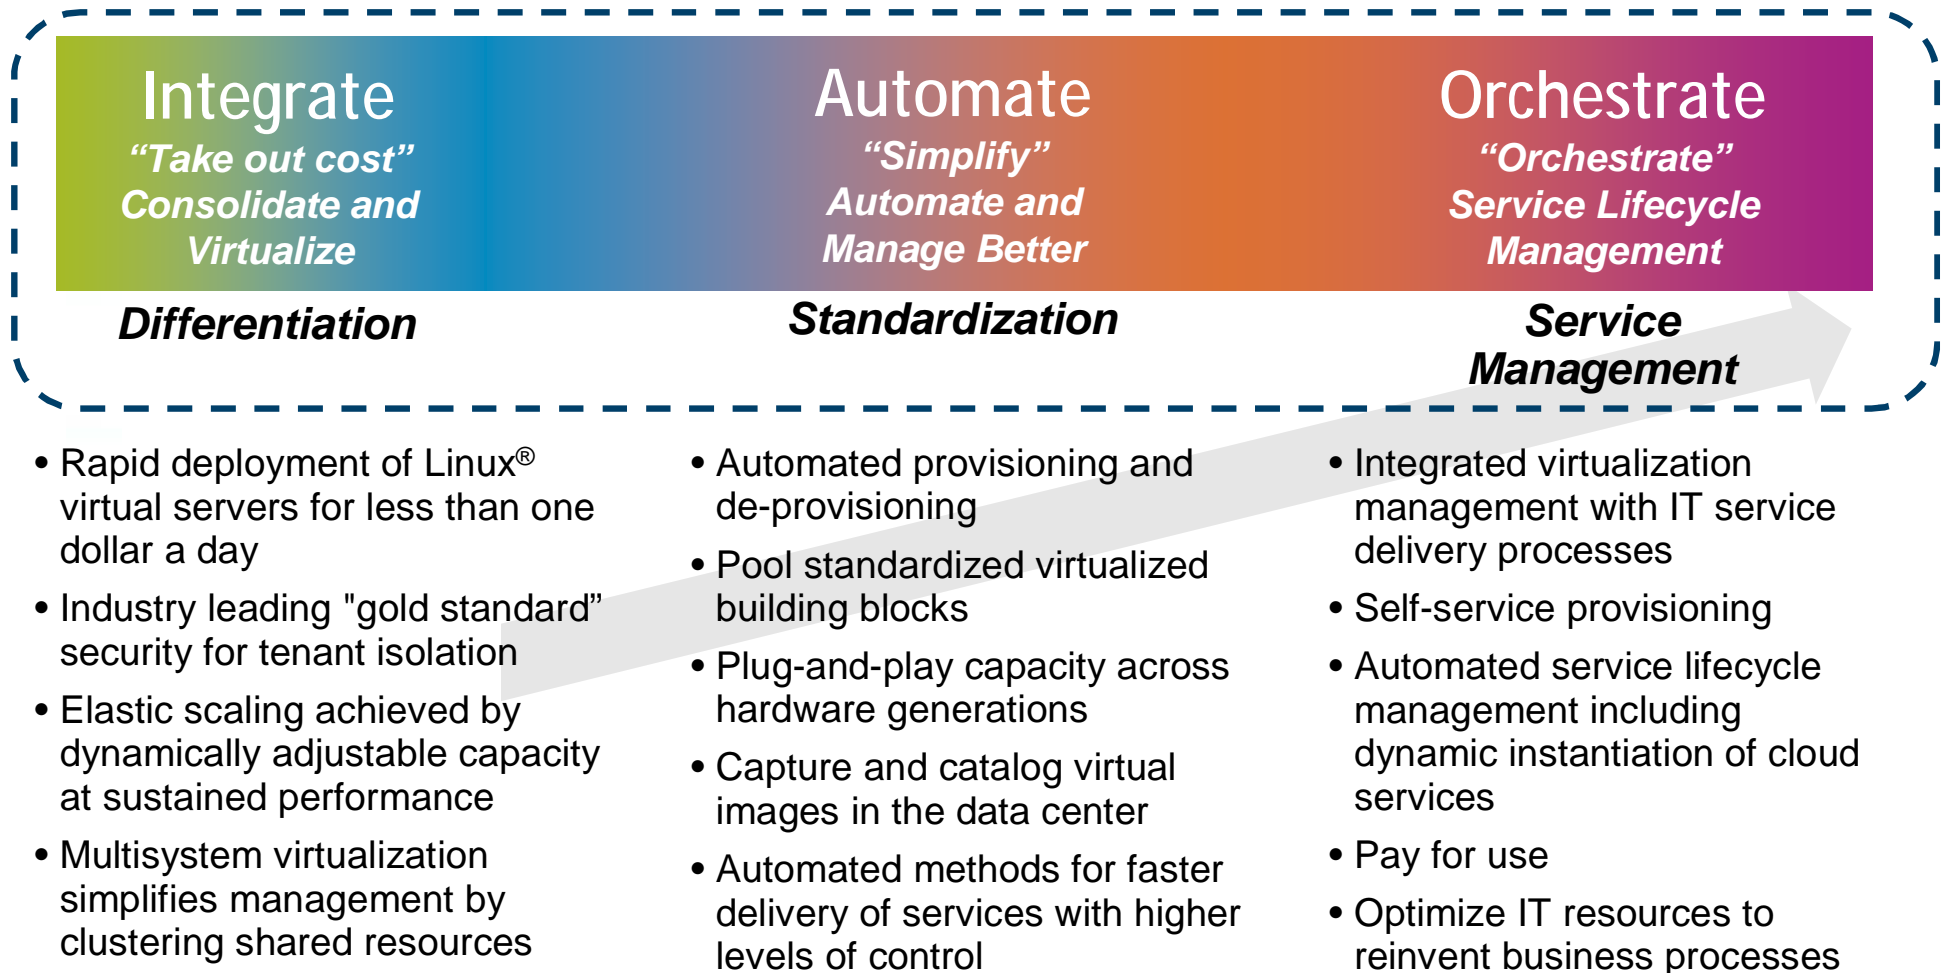 Integrate
“Take out cost”
Consolidate and
Virtualize
Differentiation
Automate
“Simplify”
Automate and
Manage Better
Standardization
Orchestrate
“Orchestrate”
Service Lifecycle
Management
Service
Management
• Rapid deployment of Linux®
virtual servers for less than one
dollar a day
• Industry leading "gold standard”
security for tenant isolation
• Elastic scaling achieved by
dynamically adjustable capacity
at sustained performance
• Multisystem virtualization
simplifies management by
clustering shared resources
• Automated provisioning and
de-provisioning
• Pool standardized virtualized
building blocks
• Plug-and-play capacity across
hardware generations
• Capture and catalog virtual
images in the data center
• Automated methods for faster
delivery of services with higher
levels of control
• Integrated virtualization
management with IT service
delivery processes
• Self-service provisioning
• Automated service lifecycle
management including
dynamic instantiation of cloud
services
• Pay for use
• Optimize IT resources to
reinvent business processes